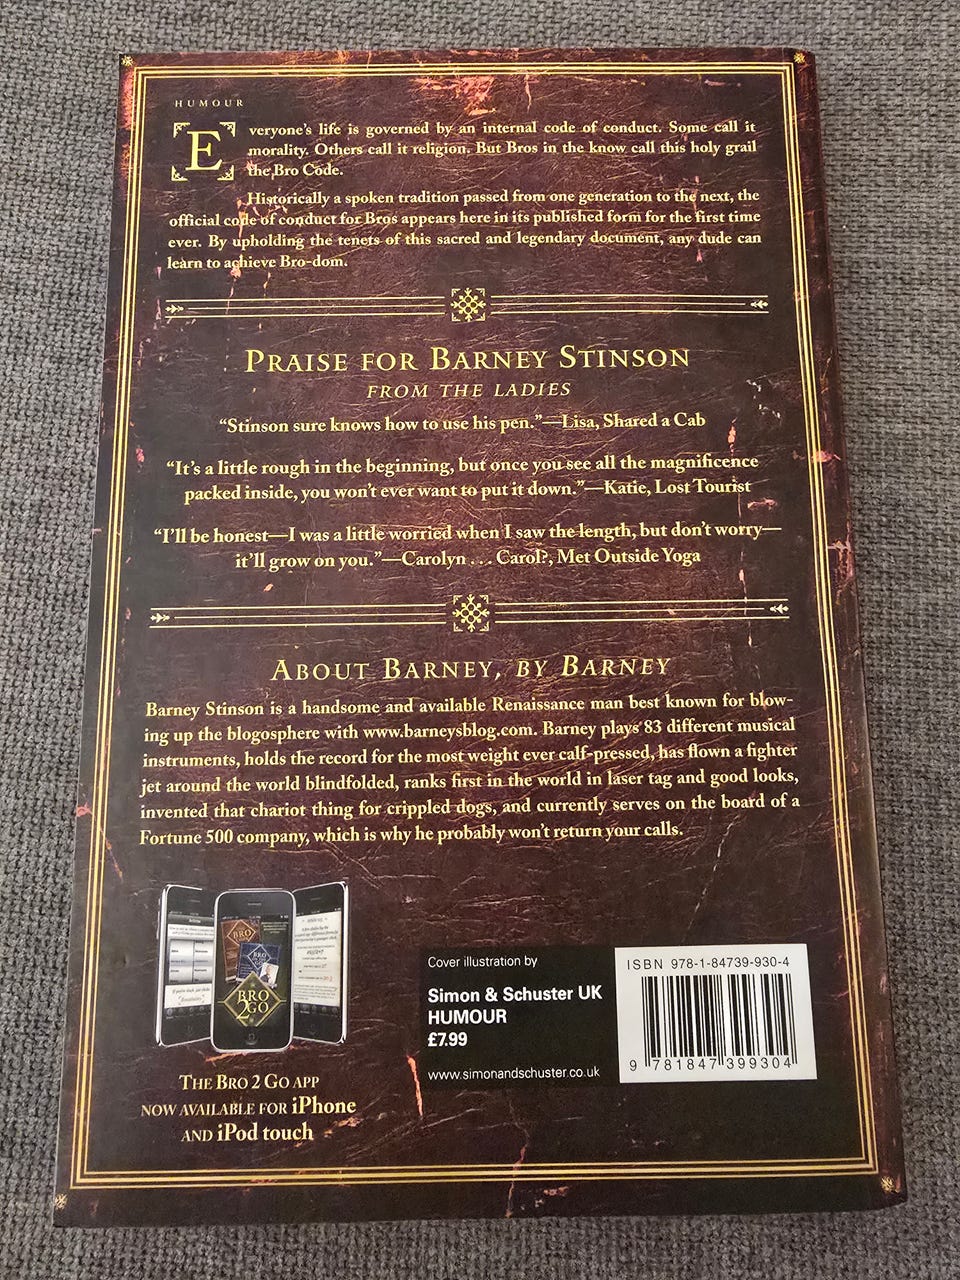 HUMOUR
Everyone's life is governed by an internal code of conduct. Some call it
morality. Others call it religion. But Bros in the know call this holy grail
the Bro Code.
Historically a spoken tradition passed from one generation to the next, the
official code of conduct for Bros appears here in its published form for the first time
ever. By upholding the tenets of this sacred and legendary document, any dude can
learn to achieve Bro-dom.
PRAISE FOR BARNEY STINSON
FROM THE LADIES
“Stinson sure knows how to use his pen.”—Lisa, Shared a Cab
“It's a little rough in the beginning, but once you see all the magnificence
packed inside, you won't ever want to put it down.”—Katie, Lost Tourist
“I'll be honest—I was a little worried when I saw the length, but don't worry—
it'll grow on you.”—Carolyn . . . Carol?, Met Outside Yoga
ABOUT BARNEY, BY BARNEY
Barney Stinson is a handsome and available Renaissance man best known for blow-
ing up the blogosphere with www.barneysblog.com. Barney plays 83 different musical
instruments, holds the record for the most weight ever calf-pressed, has flown a fighter
jet around the world blindfolded, ranks first in the world in laser tag and good looks,
invented that chariot thing for crippled dogs, and currently serves on the board of a
Fortune 500 company, which is why he probably won't return your calls.
BRO
BRO
BRO
2
GO
THE BRO 2 GO APP
NOW AVAILABLE FOR iPhone
AND iPod touch
Cover illustration by
Simon & Schuster UK
HUMOUR
£7.99
www.simonandschuster.co.uk
ISBN 978-1-84739-930-4
9 781847 399304